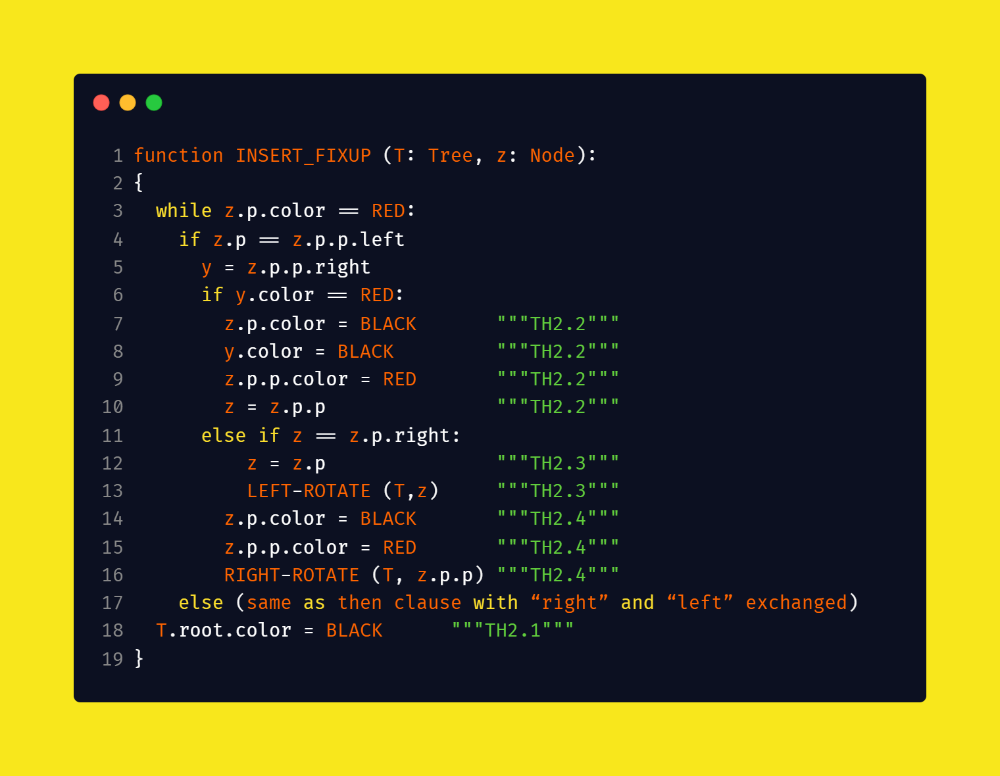 1 function INSERT_FIXUP (T: Tree, z: Node):
2 {
3   while z.p.color == RED:
4     if z.p == z.p.p.left
5       y = z.p.p.right
6       if y.color == RED:
7         z.p.color = BLACK       """TH2.2"""
8         y.color = BLACK         """TH2.2"""
9         z.p.p.color = RED       """TH2.2"""
10         z = z.p.p               """TH2.2"""
11       else if z == z.p.right:
12           z = z.p               """TH2.3"""
13           LEFT-ROTATE (T,z)     """TH2.3"""
14         z.p.color = BLACK       """TH2.4"""
15         z.p.p.color = RED       """TH2.4"""
16         RIGHT-ROTATE (T, z.p.p) """TH2.4"""
17     else (same as then clause with “right” and “left” exchanged)
18   T.root.color = BLACK      """TH2.1"""
19 }